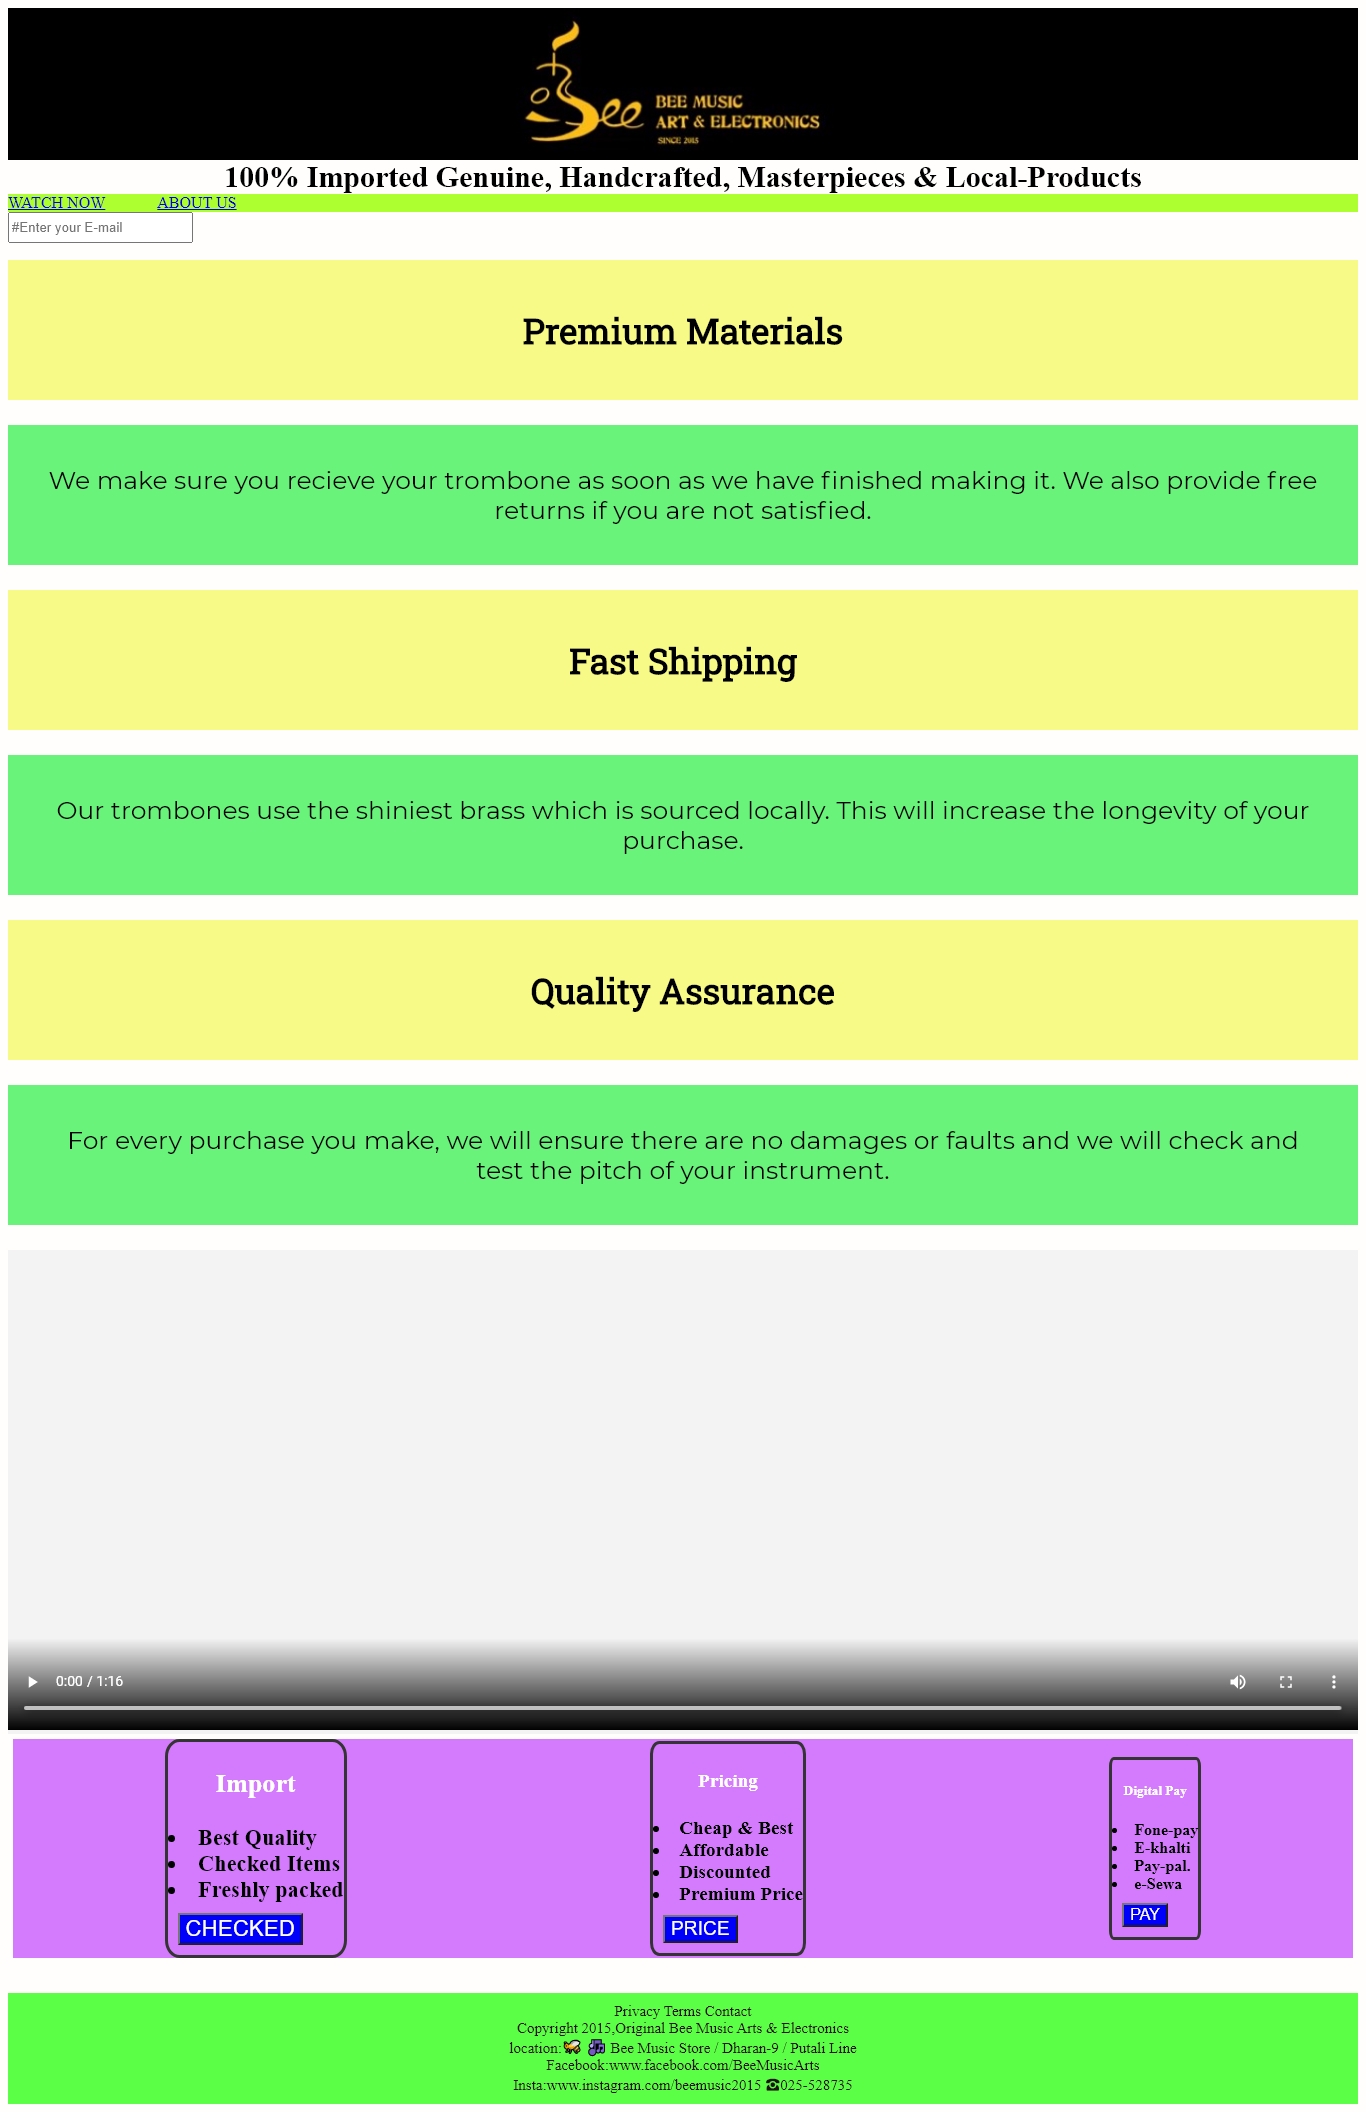 Bee
BEE MUSIC
ART & ELECTRONICS
SINCE 2015
100% Imported Genuine, Handcrafted, Masterpieces & Local-Products
WATCH NOW ABOUT US
#Enter your E-mail
Premium Materials
We make sure you recieve your trombone as soon as we have finished making it. We also provide free
returns if you are not satisfied.
Fast Shipping
Our trombones use the shiniest brass which is sourced locally. This will increase the longevity of your
purchase.
Quality Assurance
For every purchase you make, we will ensure there are no damages or faults and we will check and
test the pitch of your instrument.
0:00 / 1:16
Import
Best Quality
Checked Items
Freshly packed
CHECKED
Pricing
Cheap & Best
Affordable
Discounted
Premium Price
PRICE
Digital Pay
Fone-pay
E-khalti
Pay-pal.
e-Sewa
PAY
Privacy Terms Contact
Copyright 2015,Original Bee Music Arts & Electronics
location: Bee Music Store / Dharan-9 / Putali Line
Facebook:www.facebook.com/BeeMusicArts
Insta:www.instagram.com/beemusic2015 ☎025-528735